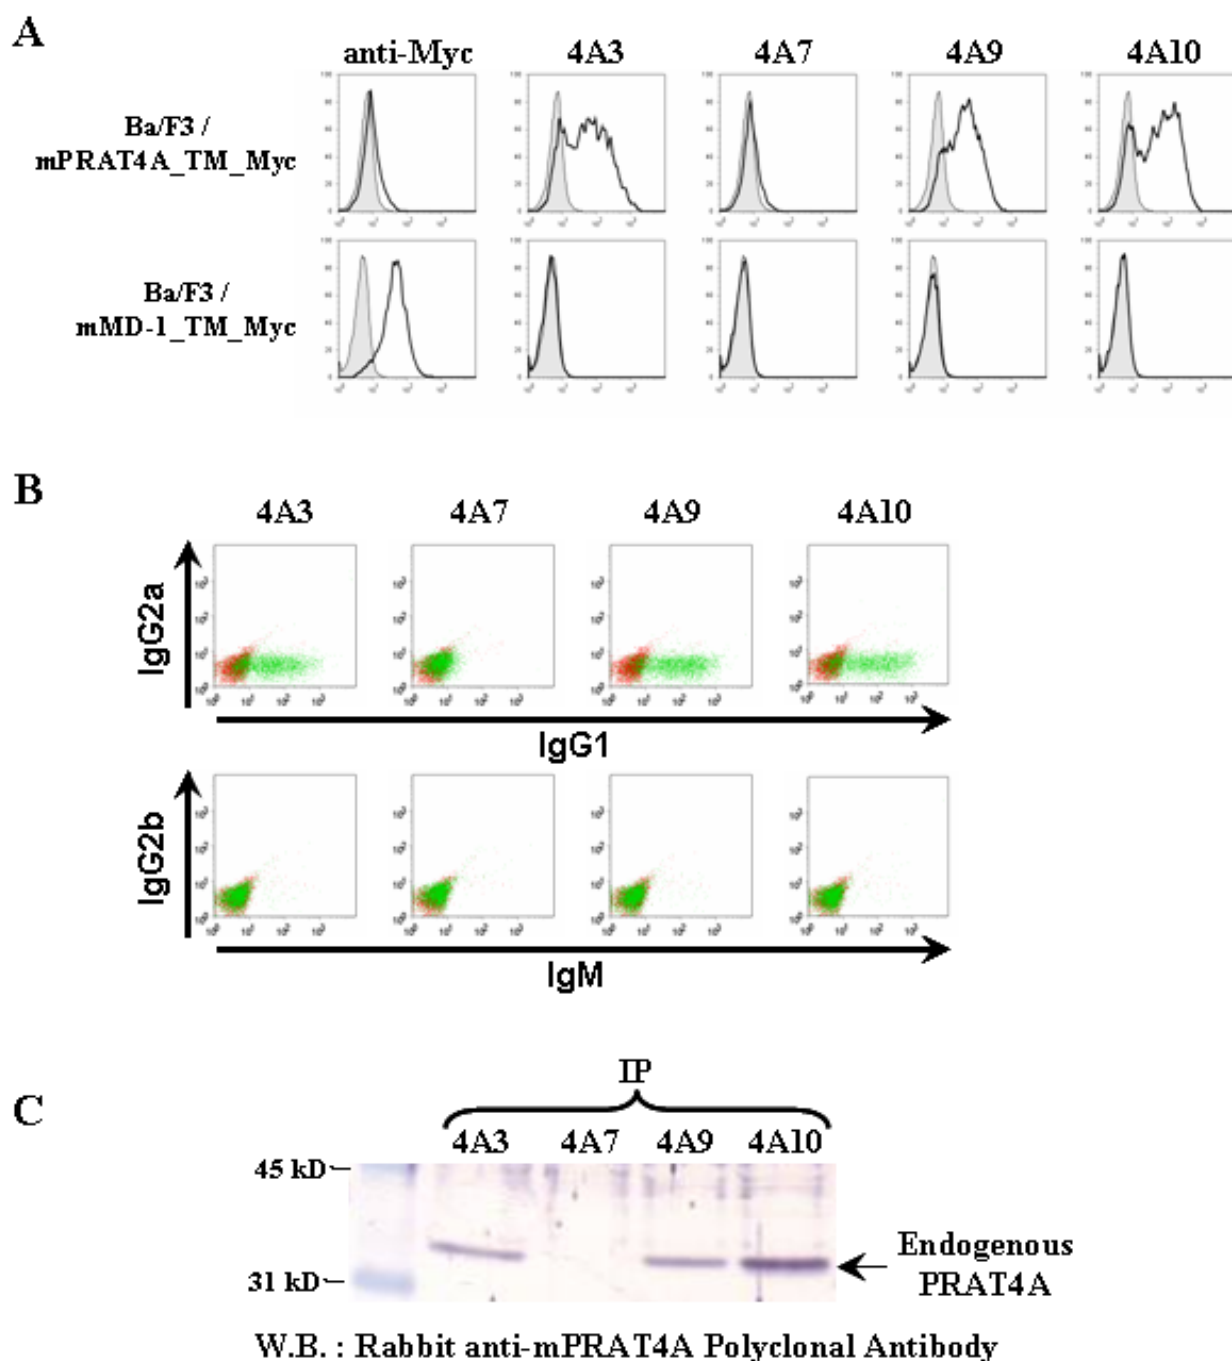 A
anti-Myc 4A3 4A7 4A9 4A10
Ba/F3 /
mPRAT4A_TM_Myc
Ba/F3 /
mMD-1_TM_Myc
B
4A3 4A7 4A9 4A10
IgG2a
IgG1
IgG2b
IgM
C
IP
4A3 4A7 4A9 4A10
45 kD
31 kD
Endogenous
PRAT4A
W.B. : Rabbit anti-mPRAT4A Polyclonal Antibody